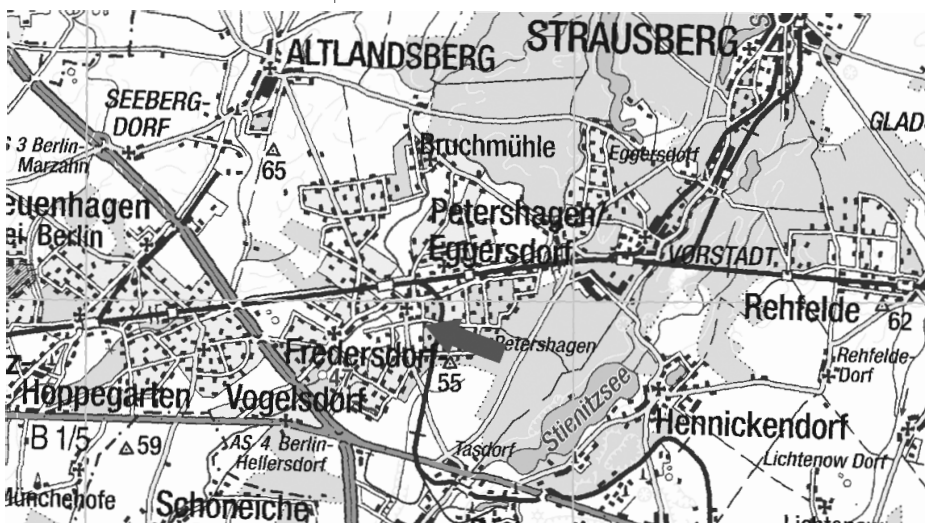 STRAUSBERG
ALTLANDSBERG
SEEBERG-
DORF
GLAD
S 3 Berlin-
Marzahn
65
Bruchmühle
Eggersdorf
euenhagen
ei Berlin
Petershagen/
Eggersdorf
VORSTADT
Rehfelde
62
Fredersdorf
Petershagen
55
Rehfelde-
Dorf
Z-
Hoppegarten
Vogelsdorf
Stienitzsee
Hennickendorf
B 1/5
59
AS 4 Berlin-
Hellersdorf
Tasdorf
Lichtenow Dorf
Münchehofe
Schöneiche